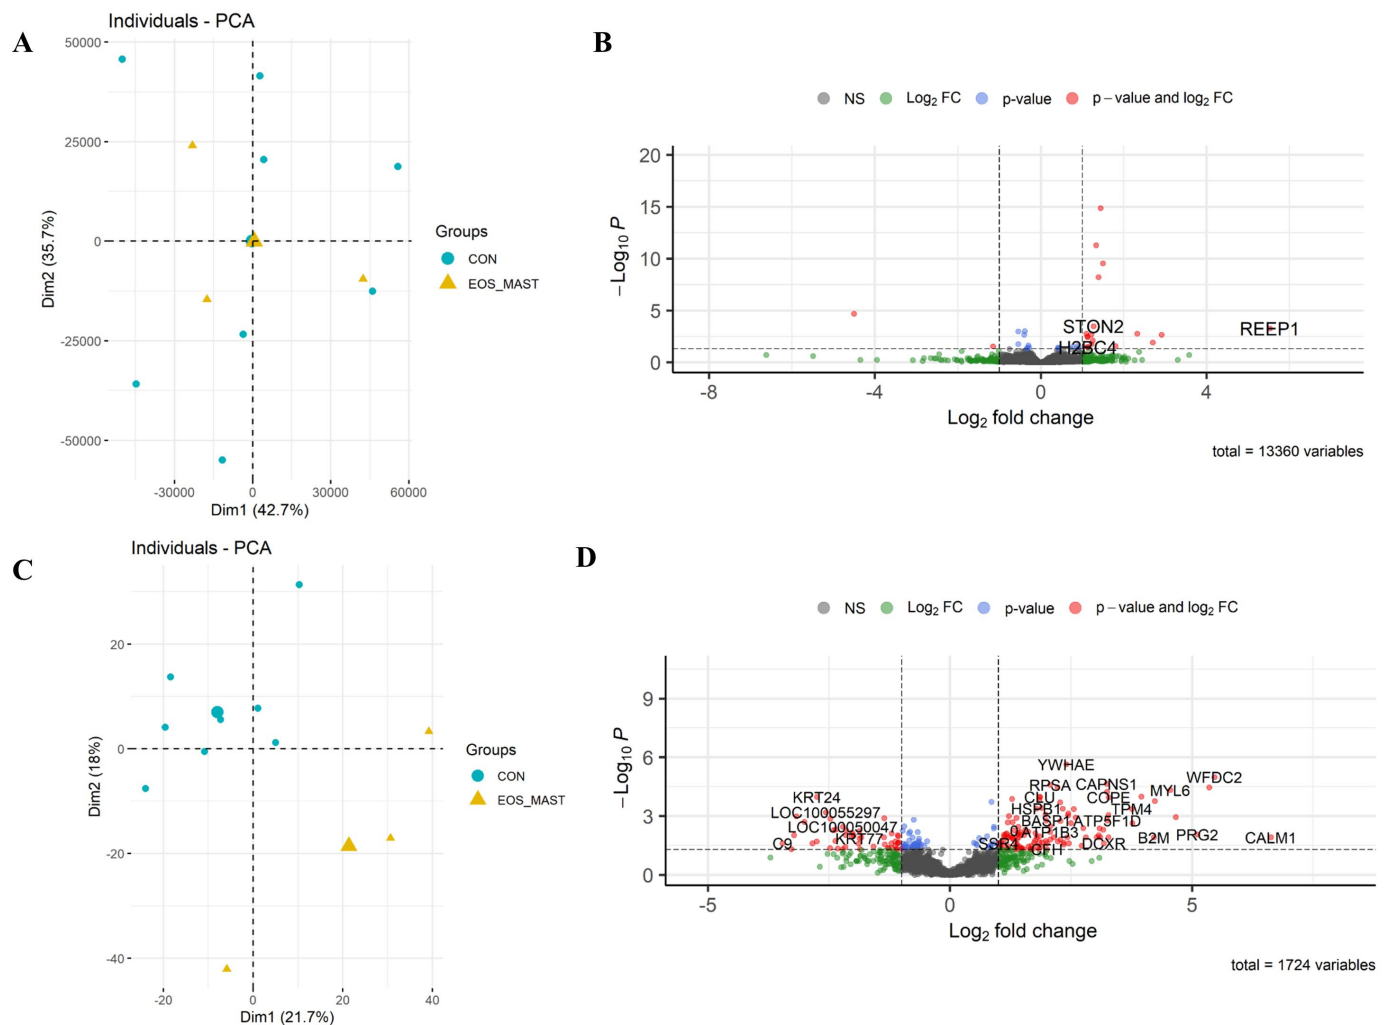 A
Individuals - PCA
50000
25000
0
-25000
-50000
Dim2 (35.7%)
-30000 0 30000 60000
Dim1 (42.7%)
Groups
CON
EOS_MAST
B
NS Log2 FC p-value p – value and log2 FC
20
15
10
5
0
–Log10 P
STON2
REEP1
H2BC4
-8 -4 0 4
Log2 fold change
total = 13360 variables
C
Individuals - PCA
20
0
-20
-40
Dim2 (18%)
-20 0 20 40
Dim1 (21.7%)
Groups
CON
EOS_MAST
D
NS Log2 FC p-value p – value and log2 FC
9
6
3
0
–Log10 P
YWHAE
WFDC2
RPSA CAPNS1
MYL6
KRT24 CLU COPE
HSPB1 TPM4
LOC100055297 BASP1 ATP5F1D
LOC100050047 ATP1B3
KRT77 B2M PRG2 CALM1
C9 SSR4 CFH DCXR
-5 0 5
Log2 fold change
total = 1724 variables